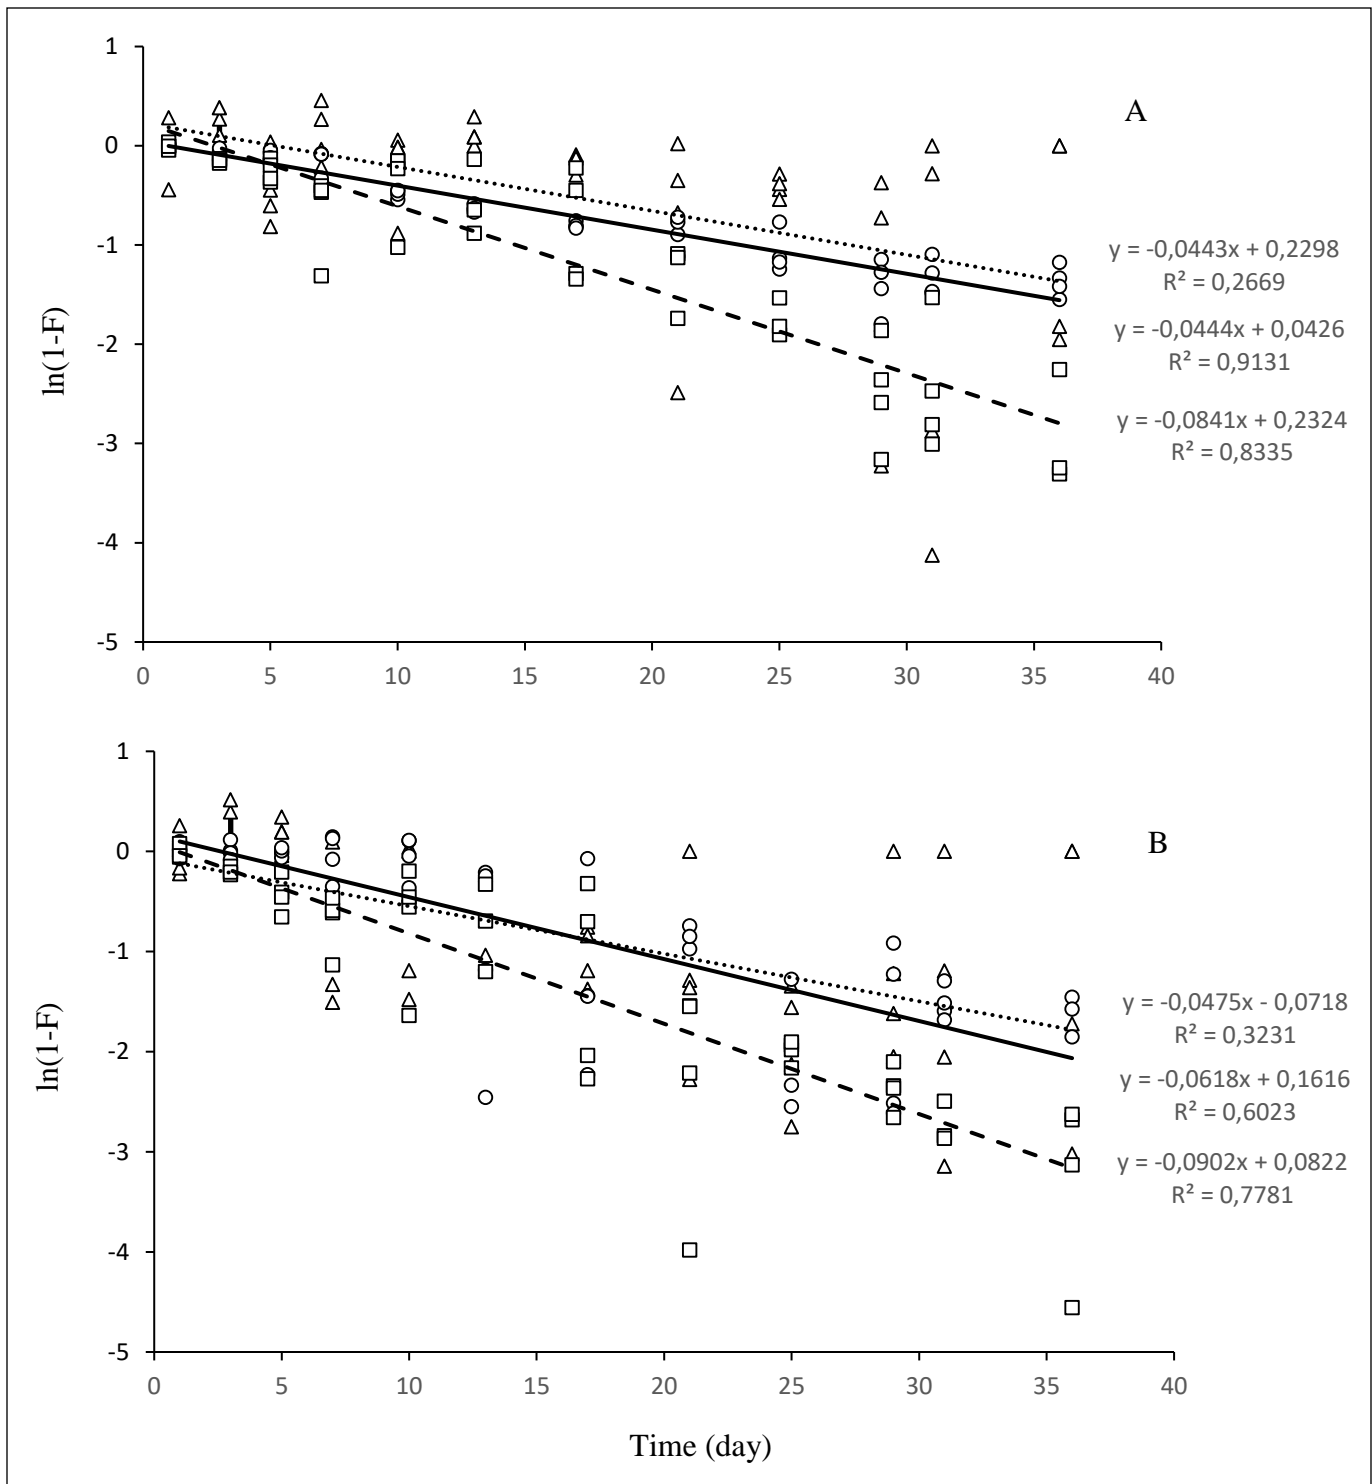 1
A
0
y = -0,0443x + 0,2298
R² = 0,2669
-1
y = -0,0444x + 0,0426
R² = 0,9131
ln(1-F)
-2
y = -0,0841x + 0,2324
R² = 0,8335
-3
-4
-5
0 5 10 15 20 25 30 35 40
1
B
0
-1
y = -0,0475x - 0,0718
R² = 0,3231
ln(1-F)
-2
y = -0,0618x + 0,1616
R² = 0,6023
-3
y = -0,0902x + 0,0822
R² = 0,7781
-4
-5
0 5 10 15 20 25 30 35 40
Time (day)